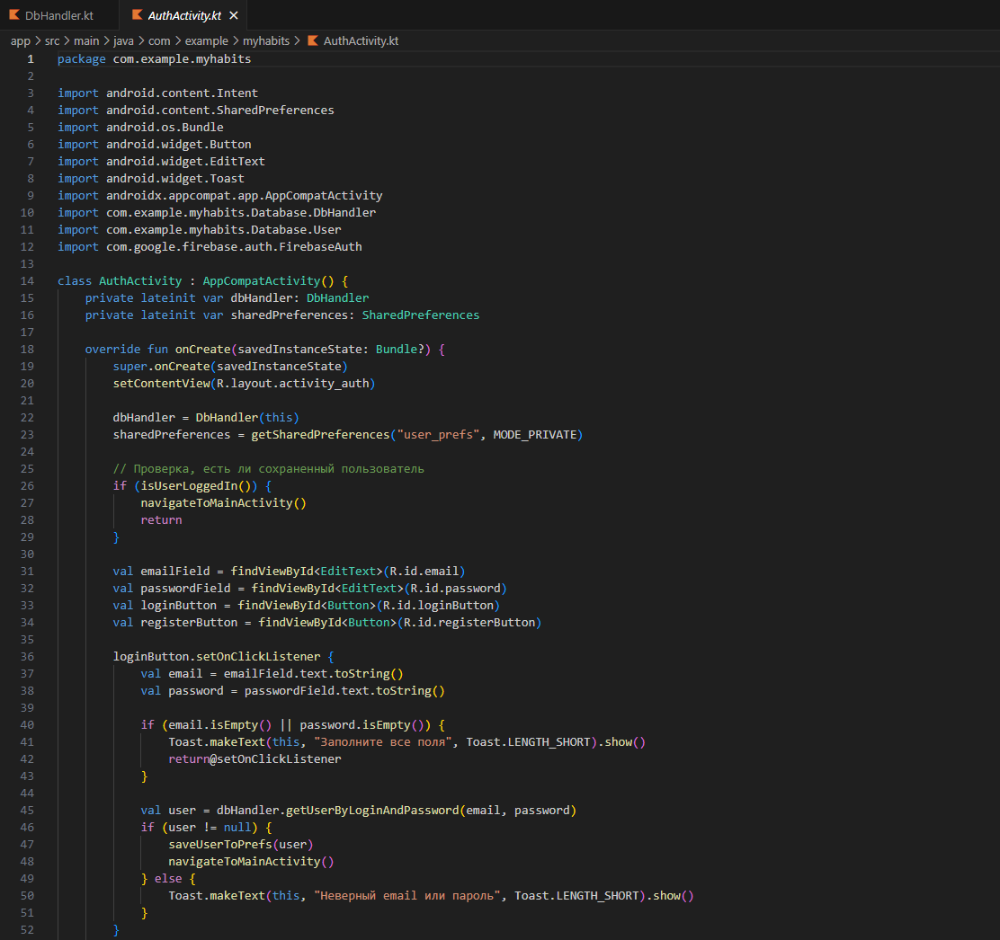 DbHandler.kt
AuthActivity.kt
app > src > main > java > com > example > myhabits > AuthActivity.kt
1 package com.example.myhabits
2
3 import android.content.Intent
4 import android.content.SharedPreferences
5 import android.os.Bundle
6 import android.widget.Button
7 import android.widget.EditText
8 import android.widget.Toast
9 import androidx.appcompat.app.AppCompatActivity
10 import com.example.myhabits.Database.DbHandler
11 import com.example.myhabits.Database.User
12 import com.google.firebase.auth.FirebaseAuth
13
14 class AuthActivity : AppCompatActivity() {
15     private lateinit var dbHandler: DbHandler
16     private lateinit var sharedPreferences: SharedPreferences
17
18     override fun onCreate(savedInstanceState: Bundle?) {
19         super.onCreate(savedInstanceState)
20         setContentView(R.layout.activity_auth)
21
22         dbHandler = DbHandler(this)
23         sharedPreferences = getSharedPreferences("user_prefs", MODE_PRIVATE)
24
25         // Проверка, есть ли сохраненный пользователь
26         if (isUserLoggedIn()) {
27             navigateToMainActivity()
28             return
29         }
30
31         val emailField = findViewById<EditText>(R.id.email)
32         val passwordField = findViewById<EditText>(R.id.password)
33         val loginButton = findViewById<Button>(R.id.loginButton)
34         val registerButton = findViewById<Button>(R.id.registerButton)
35
36         loginButton.setOnClickListener {
37             val email = emailField.text.toString()
38             val password = passwordField.text.toString()
39
40             if (email.isEmpty() || password.isEmpty()) {
41                 Toast.makeText(this, "Заполните все поля", Toast.LENGTH_SHORT).show()
42                 return@setOnClickListener
43             }
44
45             val user = dbHandler.getUserByLoginAndPassword(email, password)
46             if (user != null) {
47                 saveUserToPrefs(user)
48                 navigateToMainActivity()
49             } else {
50                 Toast.makeText(this, "Неверный email или пароль", Toast.LENGTH_SHORT).show()
51             }
52         }